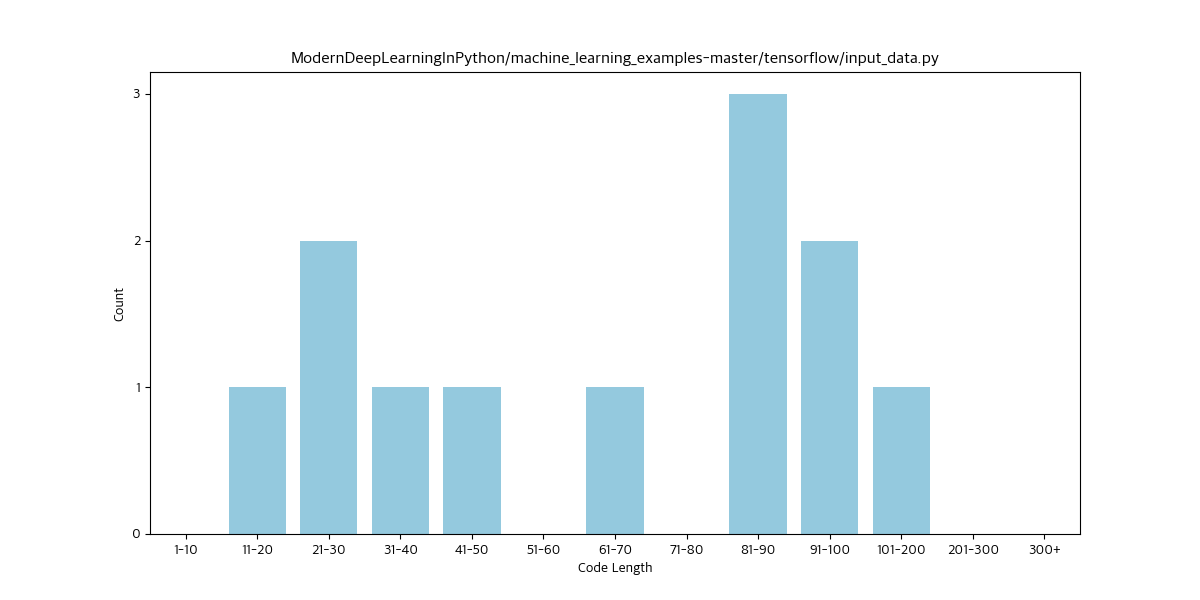 ModernDeepLearningInPython/machine_learning_examples-master/tensorflow/input_data.py
3
2
1
0
Count
1-10 11-20 21-30 31-40 41-50 51-60 61-70 71-80 81-90 91-100 101-200 201-300 300+
Code Length